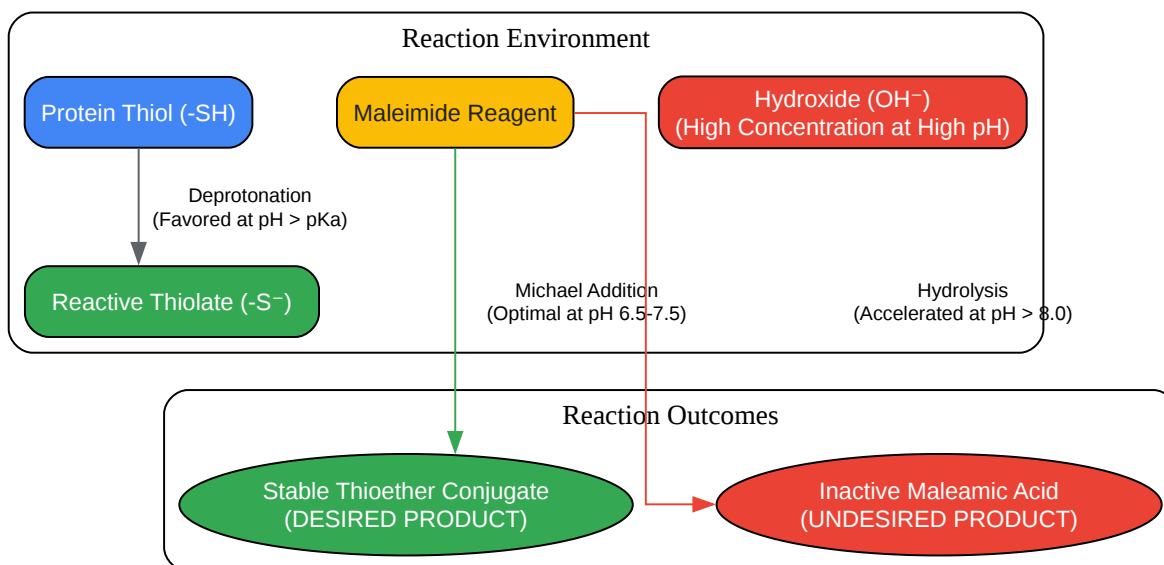 Reaction Environment
Protein Thiol (-SH)
Maleimide Reagent
Hydroxide (OH⁻)
(High Concentration at High pH)
Deprotonation
(Favored at pH > pKa)
Reactive Thiolate (-S⁻)
Michael Addition
(Optimal at pH 6.5-7.5)
Hydrolysis
(Accelerated at pH > 8.0)
Reaction Outcomes
Stable Thioether Conjugate
(DESIRED PRODUCT)
Inactive Maleamic Acid
(UNDESIRED PRODUCT)